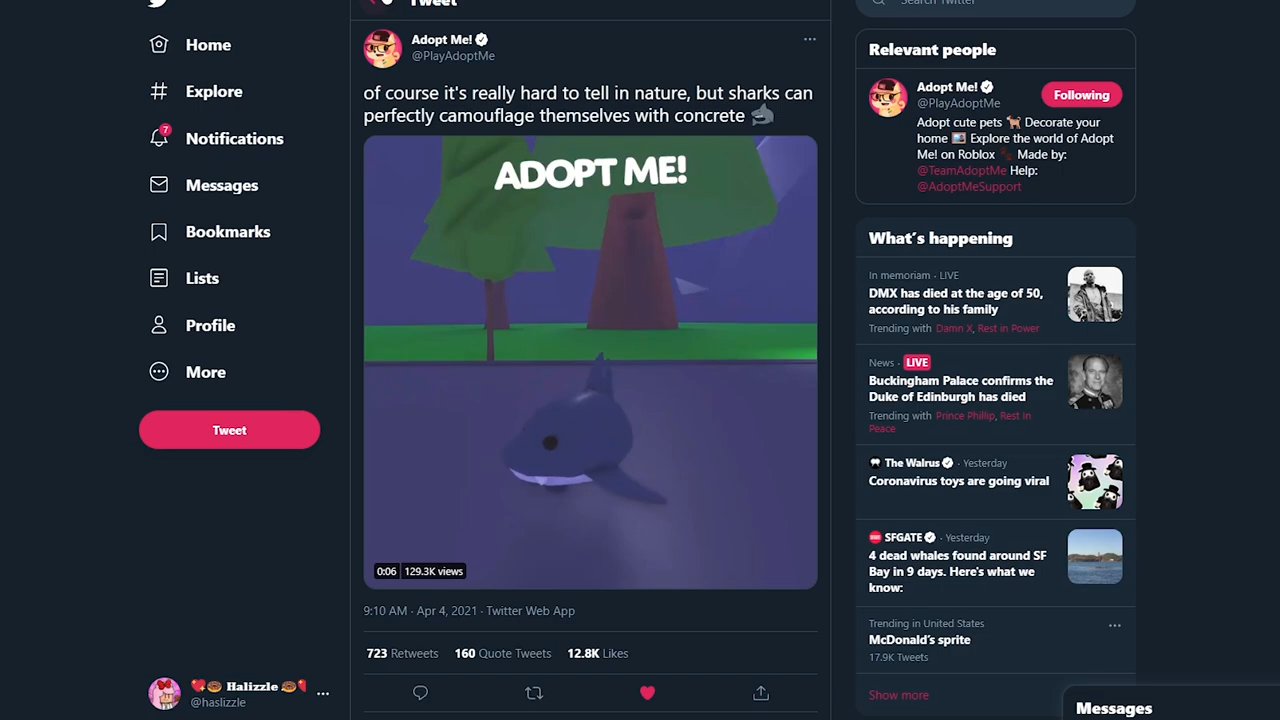 Home
Explore
7
Notifications
Messages
Bookmarks
Lists
Profile
More
Tweet
Halizzle
@haslizzle
Tweet
Adopt Me!
@PlayAdoptMe
of course it's really hard to tell in nature, but sharks can
perfectly camouflage themselves with concrete 🦈
ADOPT ME!
0:06 129.3K views
9:10 AM · Apr 4, 2021 · Twitter Web App
723 Retweets 160 Quote Tweets 12.8K Likes
Search Twitter
Relevant people
Adopt Me!
@PlayAdoptMe
Following
Adopt cute pets 🐕 Decorate your
home 🖼️ Explore the world of Adopt
Me! on Roblox 🐾 Made by:
@TeamAdoptMe Help:
@AdoptMeSupport
What's happening
In memoriam · LIVE
DMX has died at the age of 50,
according to his family
Trending with Damn X, Rest in Power
News · LIVE
Buckingham Palace confirms the
Duke of Edinburgh has died
Trending with Prince Phillip, Rest In
Peace
The Walrus · Yesterday
Coronavirus toys are going viral
SFGATE · Yesterday
4 dead whales found around SF
Bay in 9 days. Here's what we
know:
Trending in United States
McDonald's sprite
17.9K Tweets
Show more
Messages